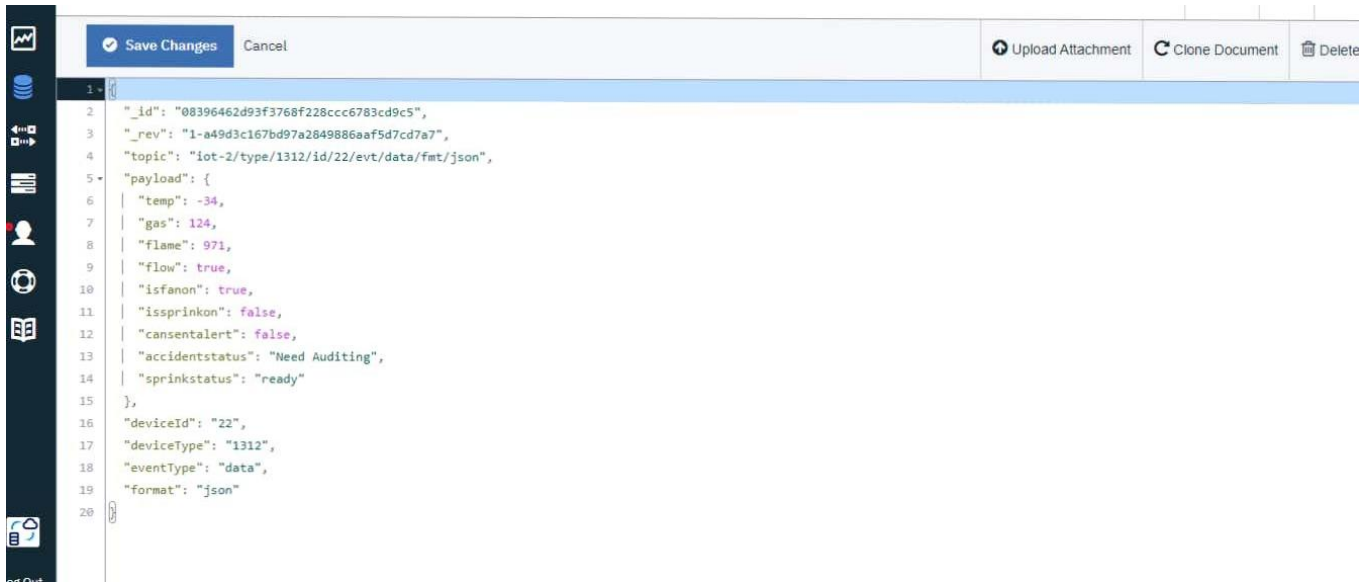 Save Changes Cancel Upload Attachment Clone Document Delete
1 {
2 "_id": "08396462d93f3768f228ccc6783cd9c5",
3 "_rev": "1-a49d3c167bd97a2849886aaf5d7cd7a7",
4 "topic": "iot-2/type/1312/id/22/evt/data/fmt/json",
5 "payload": {
6 "temp": -34,
7 "gas": 124,
8 "flame": 971,
9 "flow": true,
10 "isfanon": true,
11 "issprinkon": false,
12 "cansentalert": false,
13 "accidentstatus": "Need Auditing",
14 "sprinkstatus": "ready"
15 },
16 "deviceId": "22",
17 "deviceType": "1312",
18 "eventType": "data",
19 "format": "json"
20 }
Out